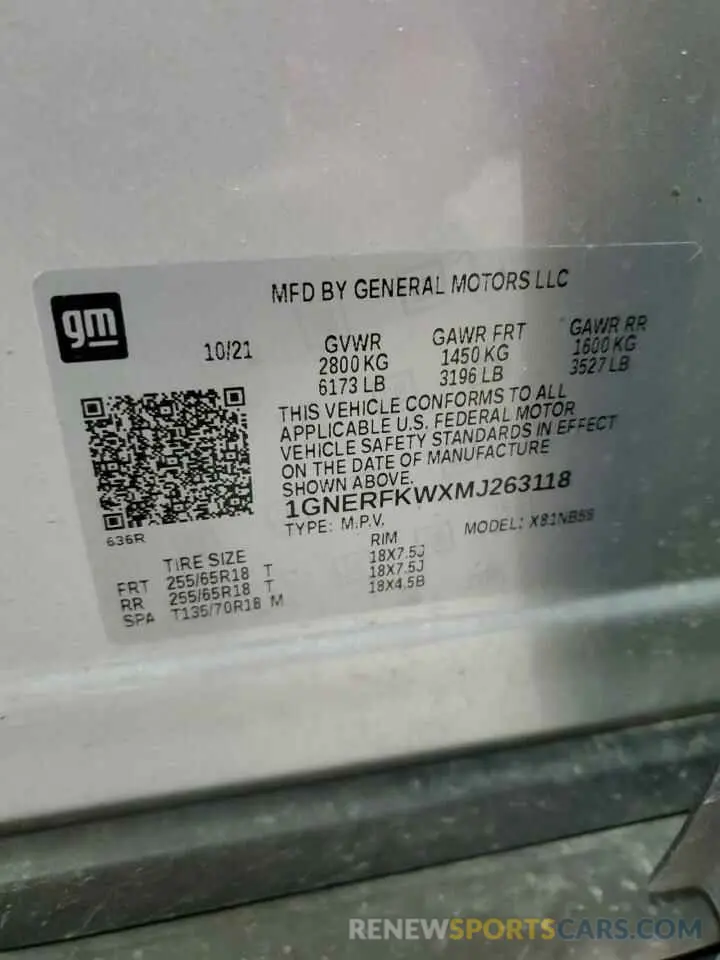 MFD BY GENERAL MOTORS LLC
gm
10/21
GVWR
2800 KG
6173 LB
GAWR FRT
1450 KG
3196 LB
GAWR RR
1600 KG
3527 LB
THIS VEHICLE CONFORMS TO ALL
APPLICABLE U.S. FEDERAL MOTOR
VEHICLE SAFETY STANDARDS IN EFFECT
ON THE DATE OF MANUFACTURE
SHOWN ABOVE.
1GNERFKWXMJ263118
TYPE: M.P.V. MODEL:
636R
TIRE SIZE RIM
FRT 255/65R18 T 18X7.5J
RR 255/65R18 T 18X7.5J
SPA T135/70R18 M 18X4.5B
RENEWSPORTSCARS.COM